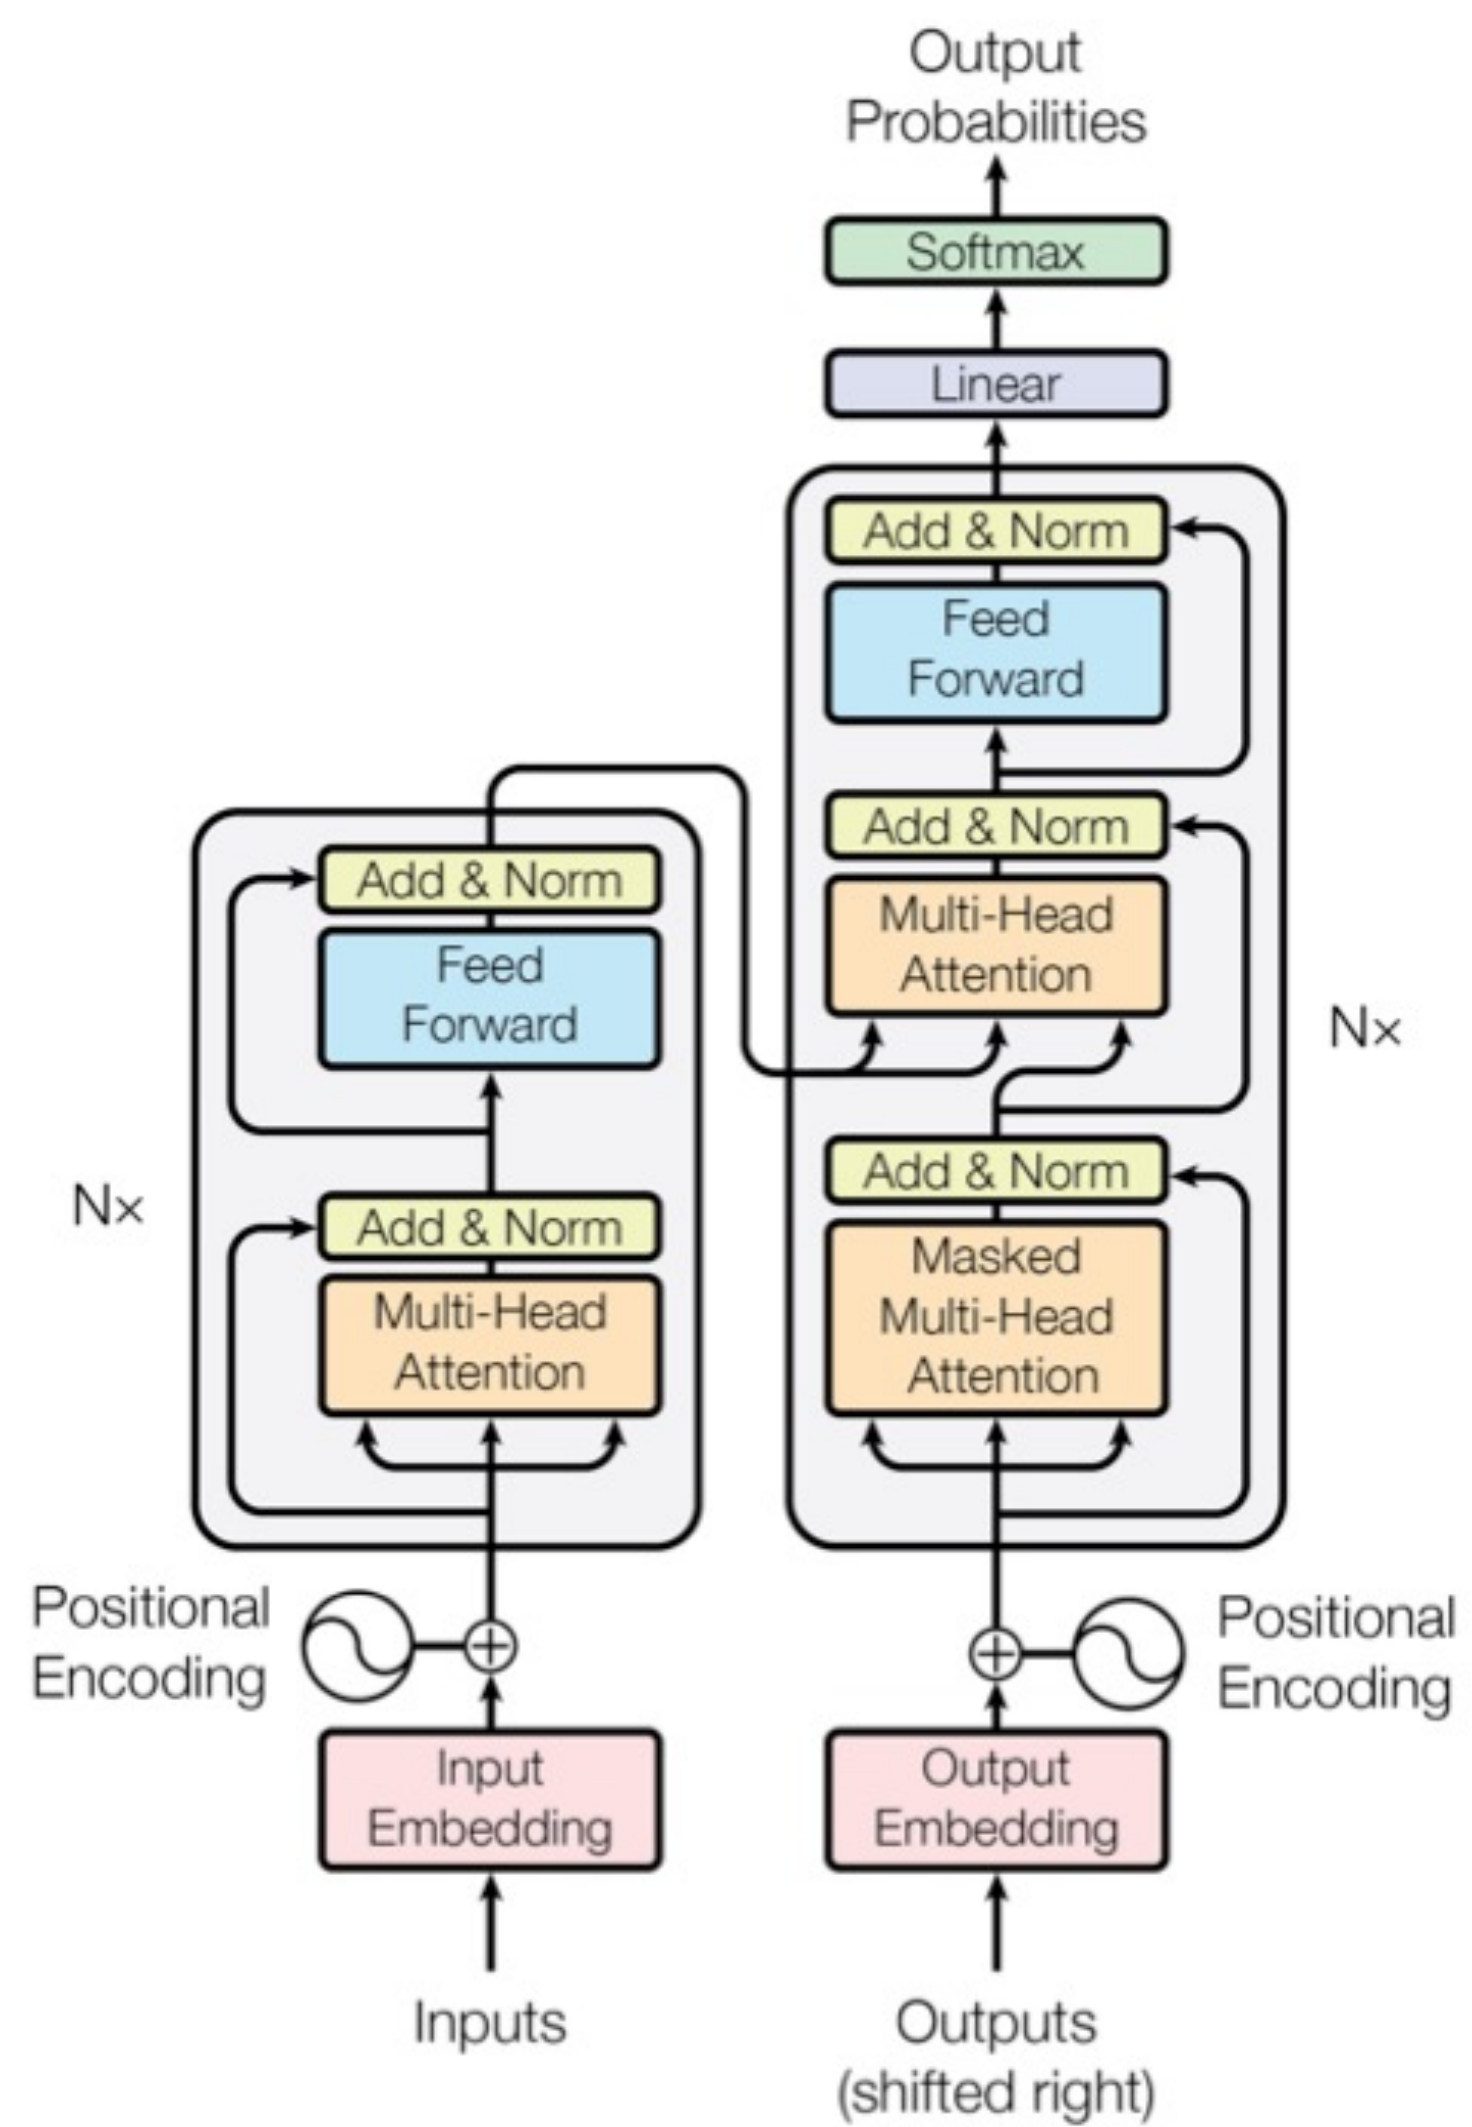 Output
Probabilities
Softmax
Linear
Add & Norm
Feed
Forward
Add & Norm
Multi-Head
Attention
Nx
Add & Norm
Masked
Multi-Head
Attention
Add & Norm
Feed
Forward
Nx
Add & Norm
Multi-Head
Attention
Positional
Encoding
Input
Embedding
Inputs
Positional
Encoding
Output
Embedding
Outputs
(shifted right)